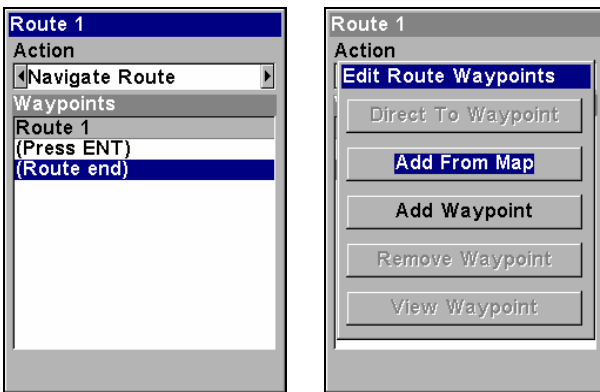 Route 1
Action
Navigate Route
Waypoints
Route 1
(Press ENT)
(Route end)
Route 1
Action
Edit Route Waypoints
Direct To Waypoint
Add From Map
Add Waypoint
Remove Waypoint
View Waypoint